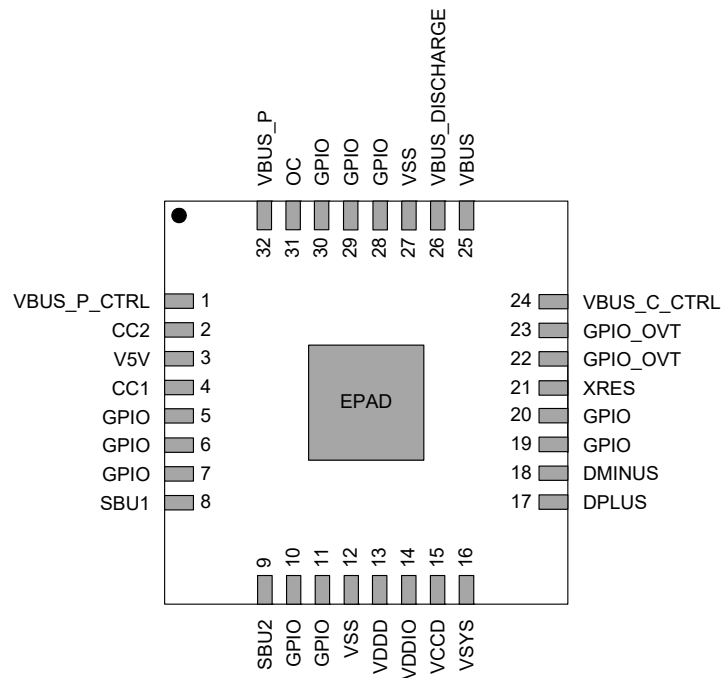 VBUS_P
OC
GPIO
GPIO
GPIO
VSS
VBUS_DISCHARGE
VBUS
32
31
30
29
28
27
26
25
VBUS_P_CTRL 1
CC2 2
V5V 3
CC1 4
GPIO 5
GPIO 6
GPIO 7
SBU1 8
EPAD
24 VBUS_C_CTRL
23 GPIO_OVT
22 GPIO_OVT
21 XRES
20 GPIO
19 GPIO
18 DMINUS
17 DPLUS
9
10
11
12
13
14
15
16
SBU2
GPIO
GPIO
VSS
VDDD
VDDIO
VCCD
VSYS